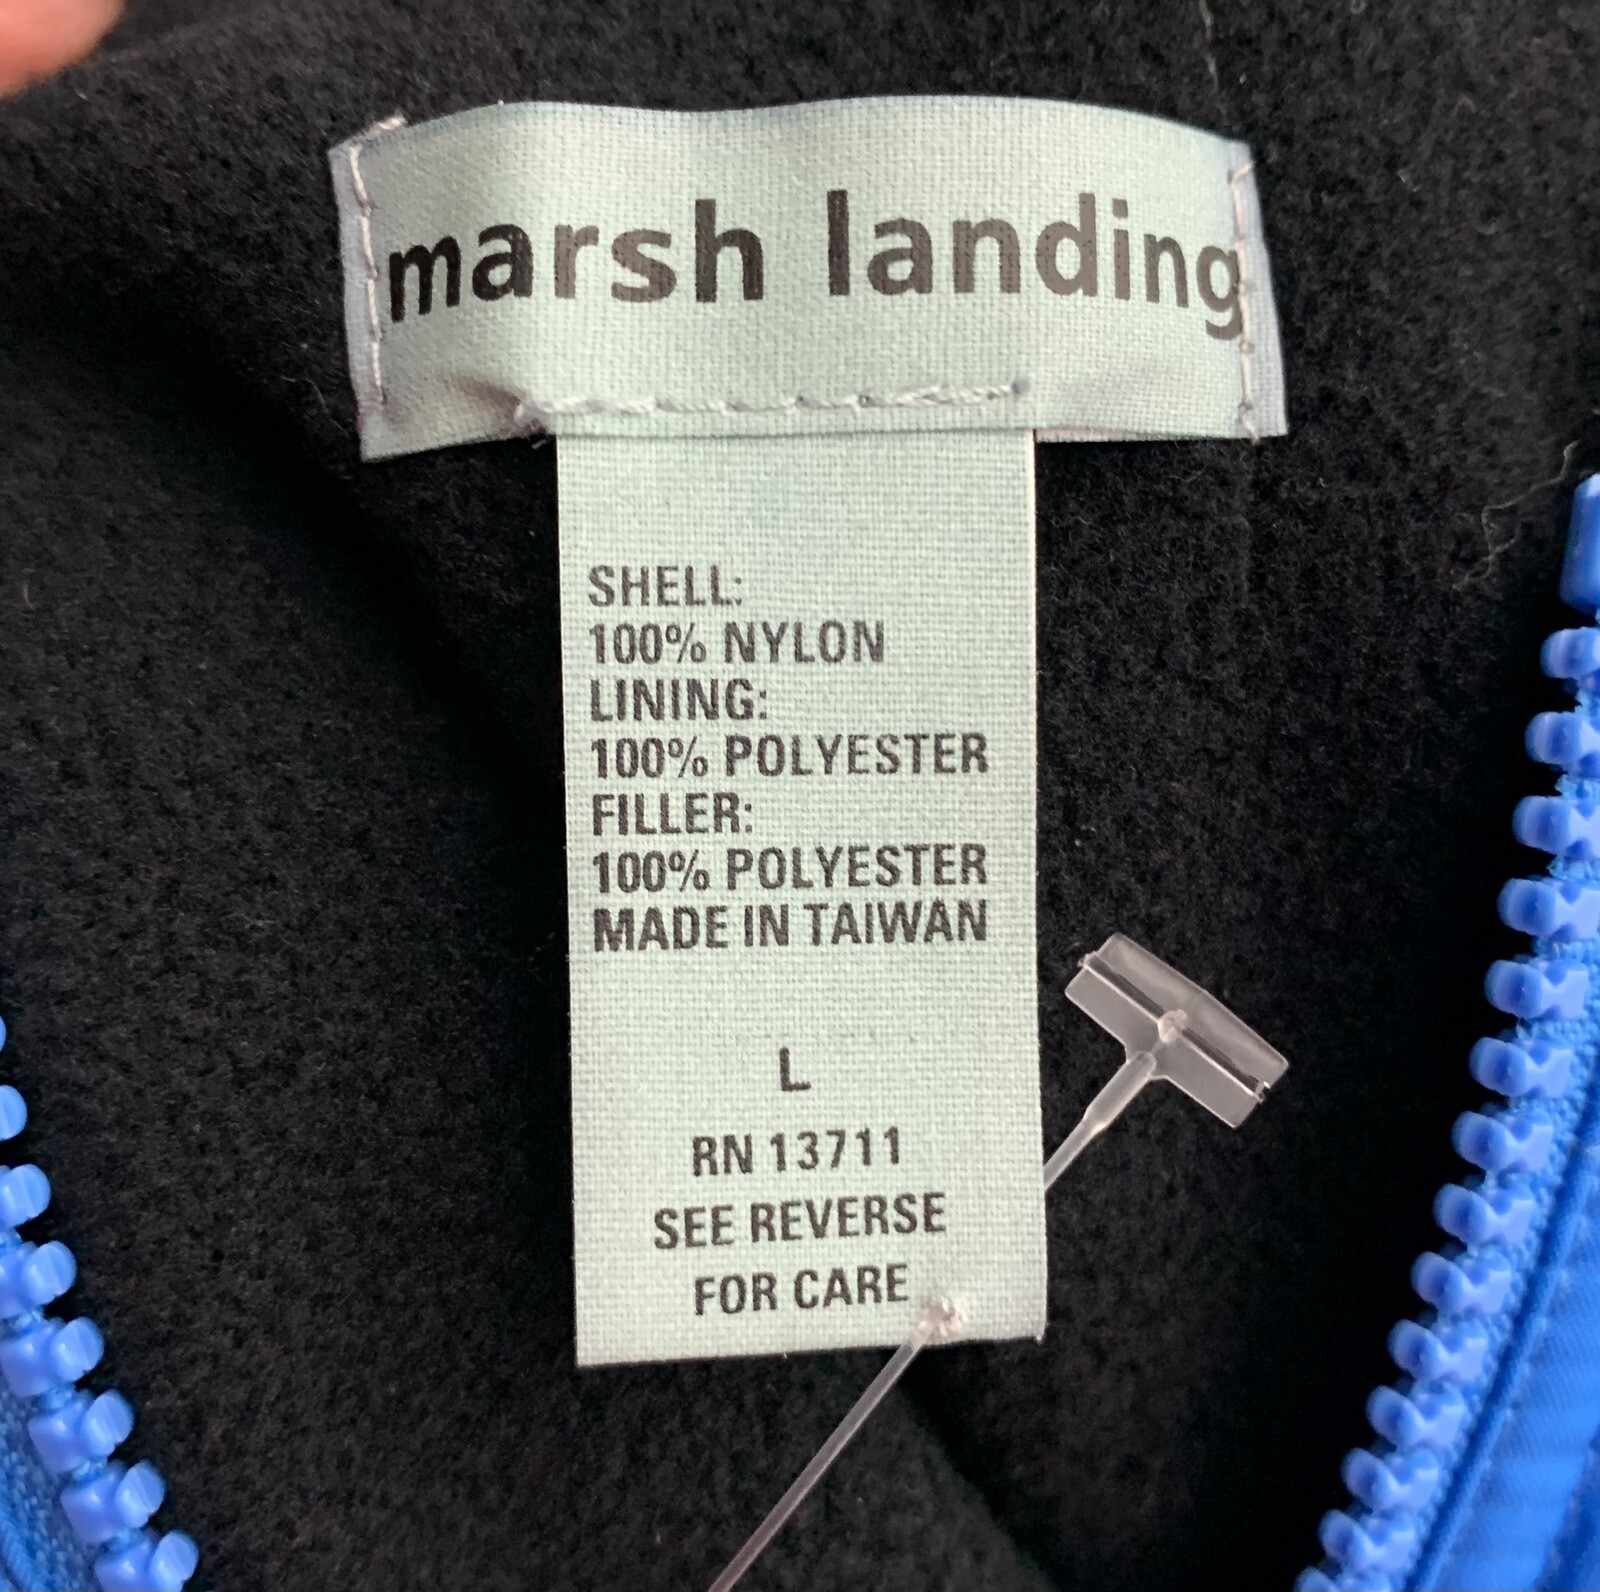 marsh landing
SHELL:
100% NYLON
LINING:
100% POLYESTER
FILLER:
100% POLYESTER
MADE IN TAIWAN
L
RN 13711
SEE REVERSE
FOR CARE